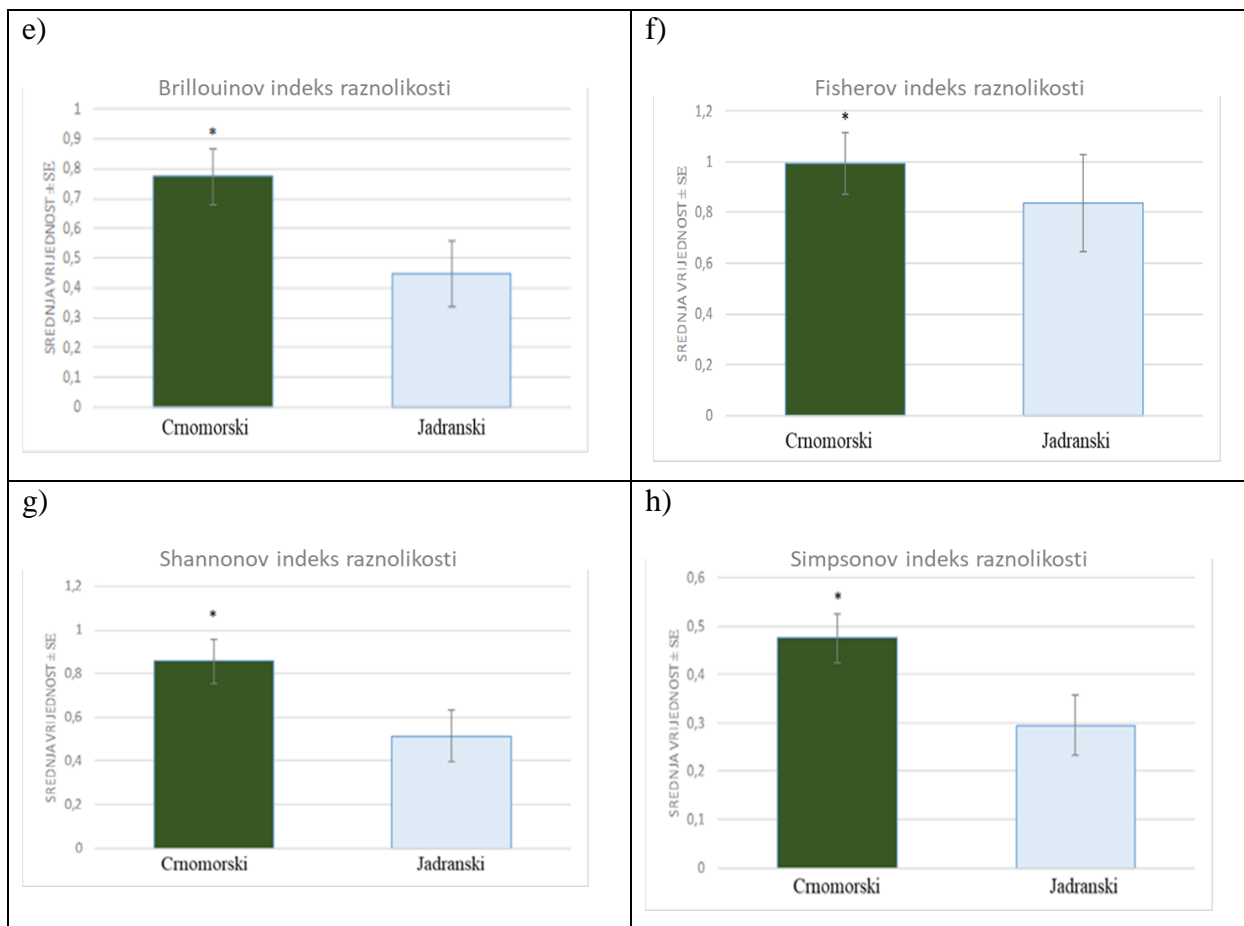 e)
Brillouinov indeks raznolikosti
1
*
0,9
0,8
0,7
0,6
0,5
0,4
0,3
0,2
0,1
0
SREDNJA VRIJEDNOST ± SE
Crnomorski
Jadranski
f)
Fisherov indeks raznolikosti
1,2
*
1
0,8
0,6
0,4
0,2
0
SREDNJA VRIJEDNOST ± SE
Crnomorski
Jadranski
g)
Shannonov indeks raznolikosti
1,2
*
1
0,8
0,6
0,4
0,2
0
SREDNJA VRIJEDNOST ± SE
Crnomorski
Jadranski
h)
Simpsonov indeks raznolikosti
0,6
*
0,5
0,4
0,3
0,2
0,1
0
SREDNJA VRIJEDNOST ± SE
Crnomorski
Jadranski